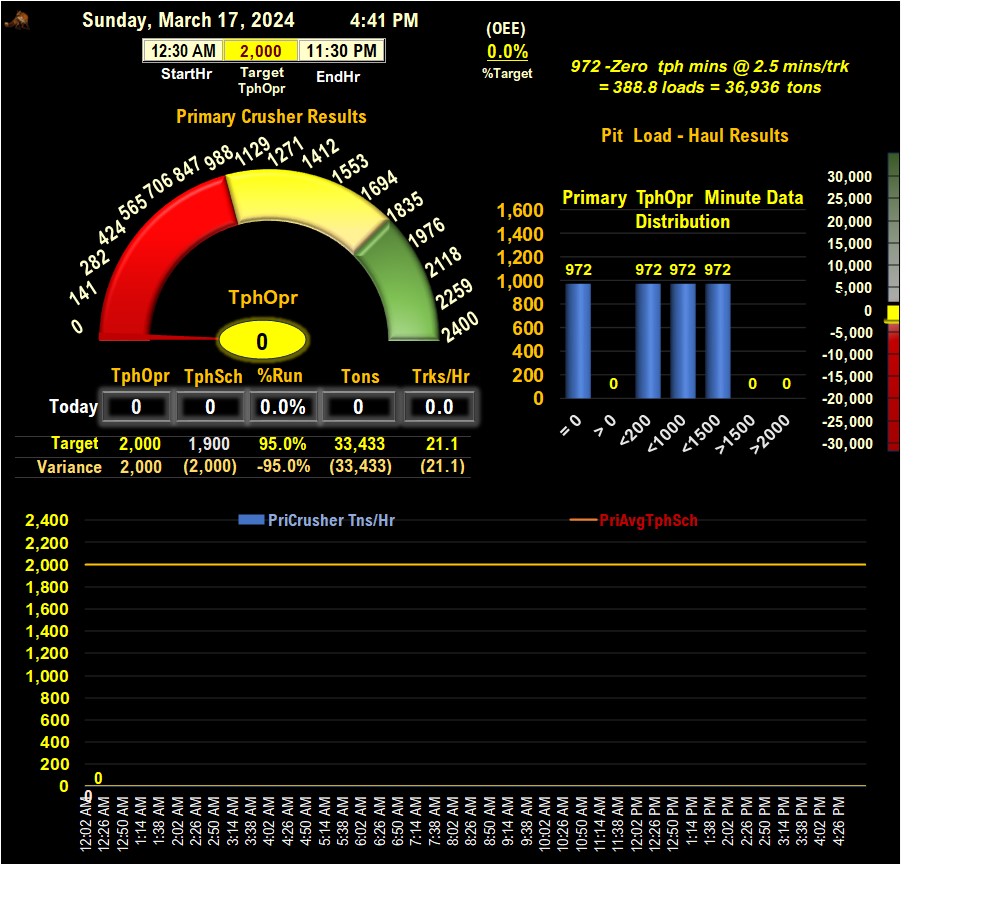 Sunday, March 17, 2024 4:41 PM
12:30 AM 2,000 11:30 PM
StartHr Target TphOpr EndHr
(OEE)
0.0%
%Target
972 -Zero tph mins @ 2.5 mins/trk
= 388.8 loads = 36,936 tons
Primary Crusher Results
0
141
282
424
565
706
847
988
1129
1271
1412
1553
1694
1835
1976
2118
2259
2400
TphOpr
0
TphOpr TphSch %Run Tons Trks/Hr
Today 0 0 0.0% 0 0.0
Target 2,000 1,900 95.0% 33,433 21.1
Variance 2,000 (2,000) -95.0% (33,433) (21.1)
Pit Load - Haul Results
Primary TphOpr Minute Data
Distribution
1,600
1,400
1,200
1,000
800
600
400
200
0
972 0 972 972 972 0 0
= 0 > 0 <200 <1000 <1500 >1500 >2000
30,000
25,000
20,000
15,000
10,000
5,000
0
-5,000
-10,000
-15,000
-20,000
-25,000
-30,000
PriCrusher Tns/Hr PriAvgTphSch
2,400
2,200
2,000
1,800
1,600
1,400
1,200
1,000
800
600
400
200
0
0
0
12:02 AM
12:26 AM
12:50 AM
1:14 AM
1:38 AM
2:02 AM
2:26 AM
2:50 AM
3:14 AM
3:38 AM
4:02 AM
4:26 AM
4:50 AM
5:14 AM
5:38 AM
6:02 AM
6:26 AM
6:50 AM
7:14 AM
7:38 AM
8:02 AM
8:26 AM
8:50 AM
9:14 AM
9:38 AM
10:02 AM
10:26 AM
10:50 AM
11:14 AM
11:38 AM
12:02 PM
12:26 PM
12:50 PM
1:14 PM
1:38 PM
2:02 PM
2:26 PM
2:50 PM
3:14 PM
3:38 PM
4:02 PM
4:26 PM